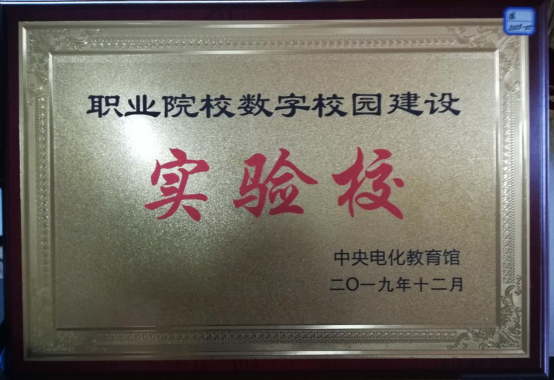 职业院校数字校园建设
实验校
中央电化教育馆
二〇一九年十二月